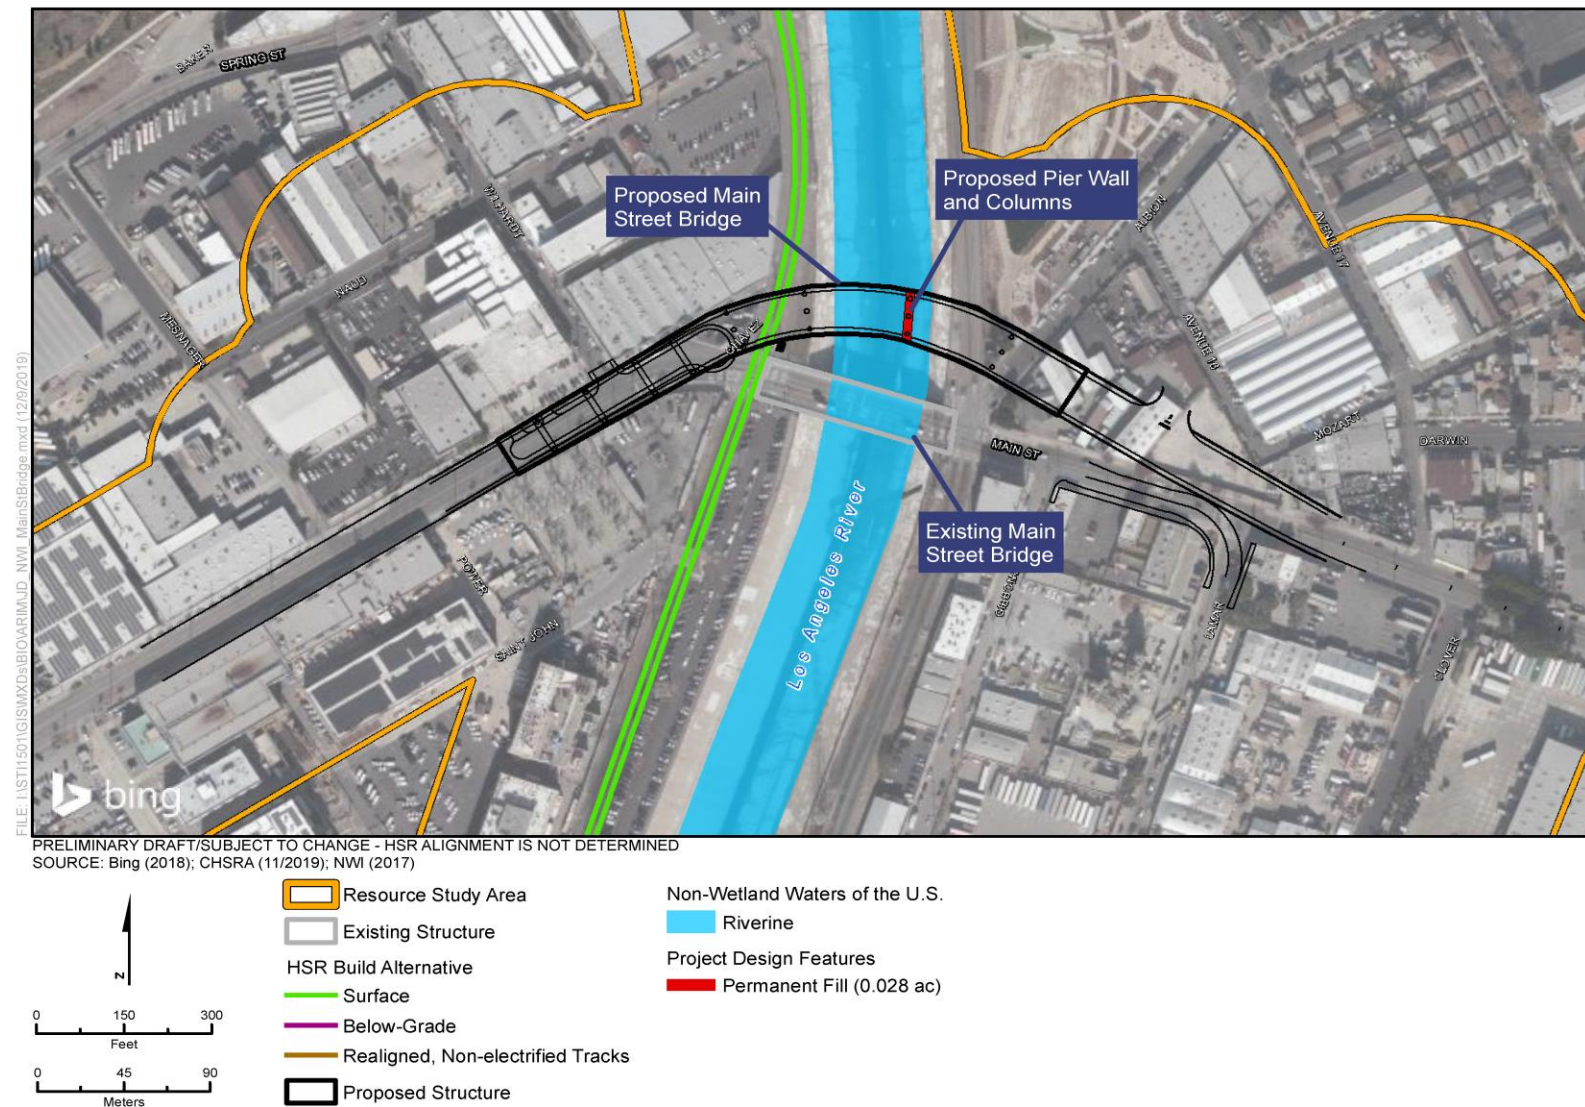 BAKER
SPRING ST
WILHARDT
NAUD
MESNAGER
Proposed Main
Street Bridge
Proposed Pier Wall
and Columns
ALBION
AVENUE 17
AVENUE 16
MOZART
DARWIN
MAIN ST
Existing Main
Street Bridge
Los Angeles River
POWER
SAINT JOHN
LAMAR
CLOVER
bing
FILE: I:\STI1501\GIS\MXDs\BIO\ARIM\JD_NWI_MainStBridge.mxd (12/9/2019)
PRELIMINARY DRAFT/SUBJECT TO CHANGE - HSR ALIGNMENT IS NOT DETERMINED
SOURCE: Bing (2018); CHSRA (11/2019); NWI (2017)
N
0 150 300
Feet
0 45 90
Meters
Resource Study Area
Existing Structure
HSR Build Alternative
Surface
Below-Grade
Realigned, Non-electrified Tracks
Proposed Structure
Non-Wetland Waters of the U.S.
Riverine
Project Design Features
Permanent Fill (0.028 ac)